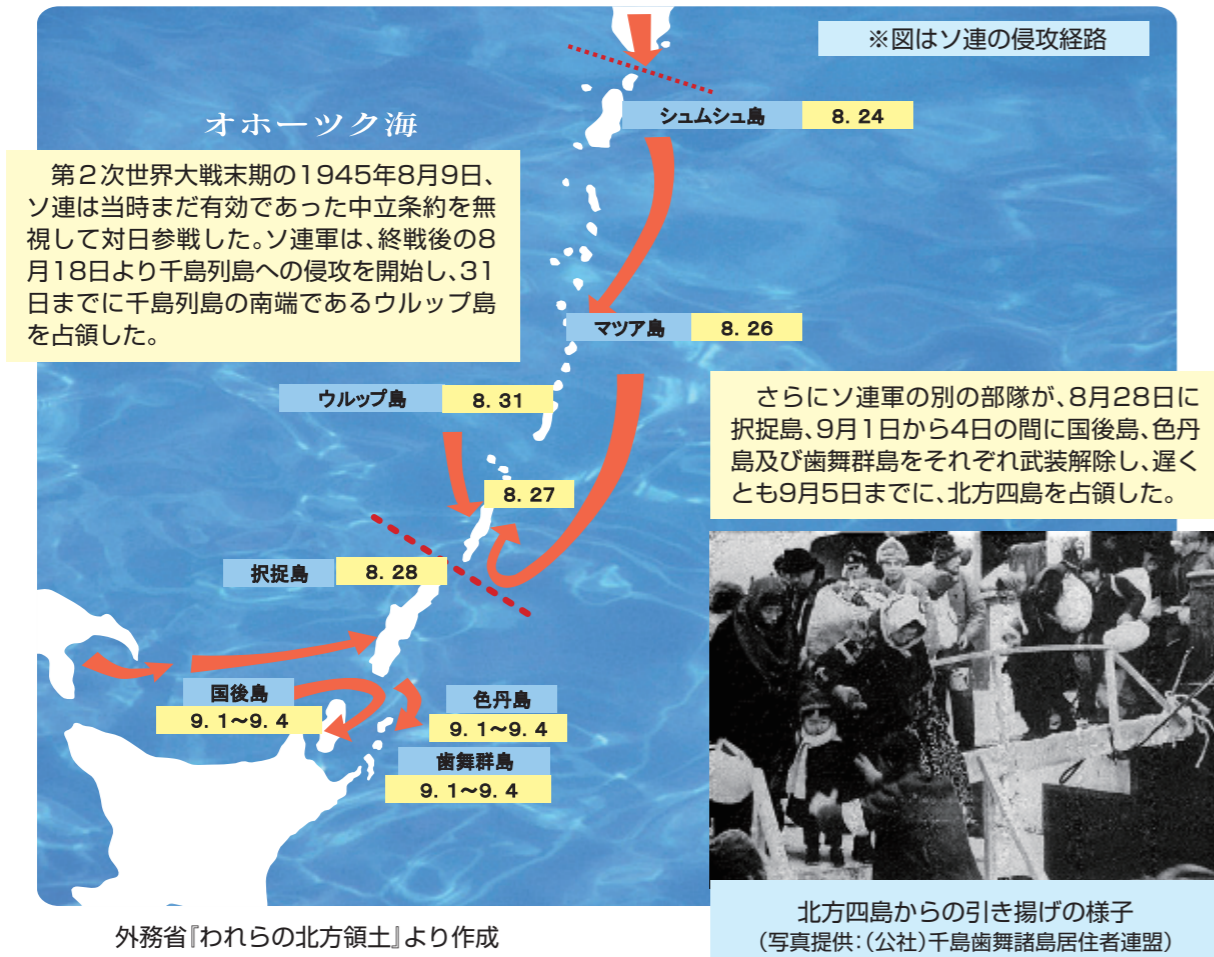 ※図はソ連の侵攻経路
オホーツク海
シュムシュ島
8. 24
第2次世界大戦末期の1945年8月9日、
ソ連は当時まだ有効であった中立条約を無
視して対日参戦した。ソ連軍は、終戦後の8
月18日より千島列島への侵攻を開始し、31
日までに千島列島の南端であるウルップ島
を占領した。
マツア島
8. 26
ウルップ島
8. 31
さらにソ連軍の別の部隊が、8月28日に
択捉島、9月1日から4日の間に国後島、色丹
島及び歯舞群島をそれぞれ武装解除し、遅く
とも9月5日までに、北方四島を占領した。
8. 27
択捉島
8. 28
国後島
9. 1〜9. 4
色丹島
9. 1〜9. 4
歯舞群島
9. 1〜9. 4
外務省『われらの北方領土』より作成
北方四島からの引き揚げの様子
(写真提供:(公社)千島歯舞諸島居住者連盟)